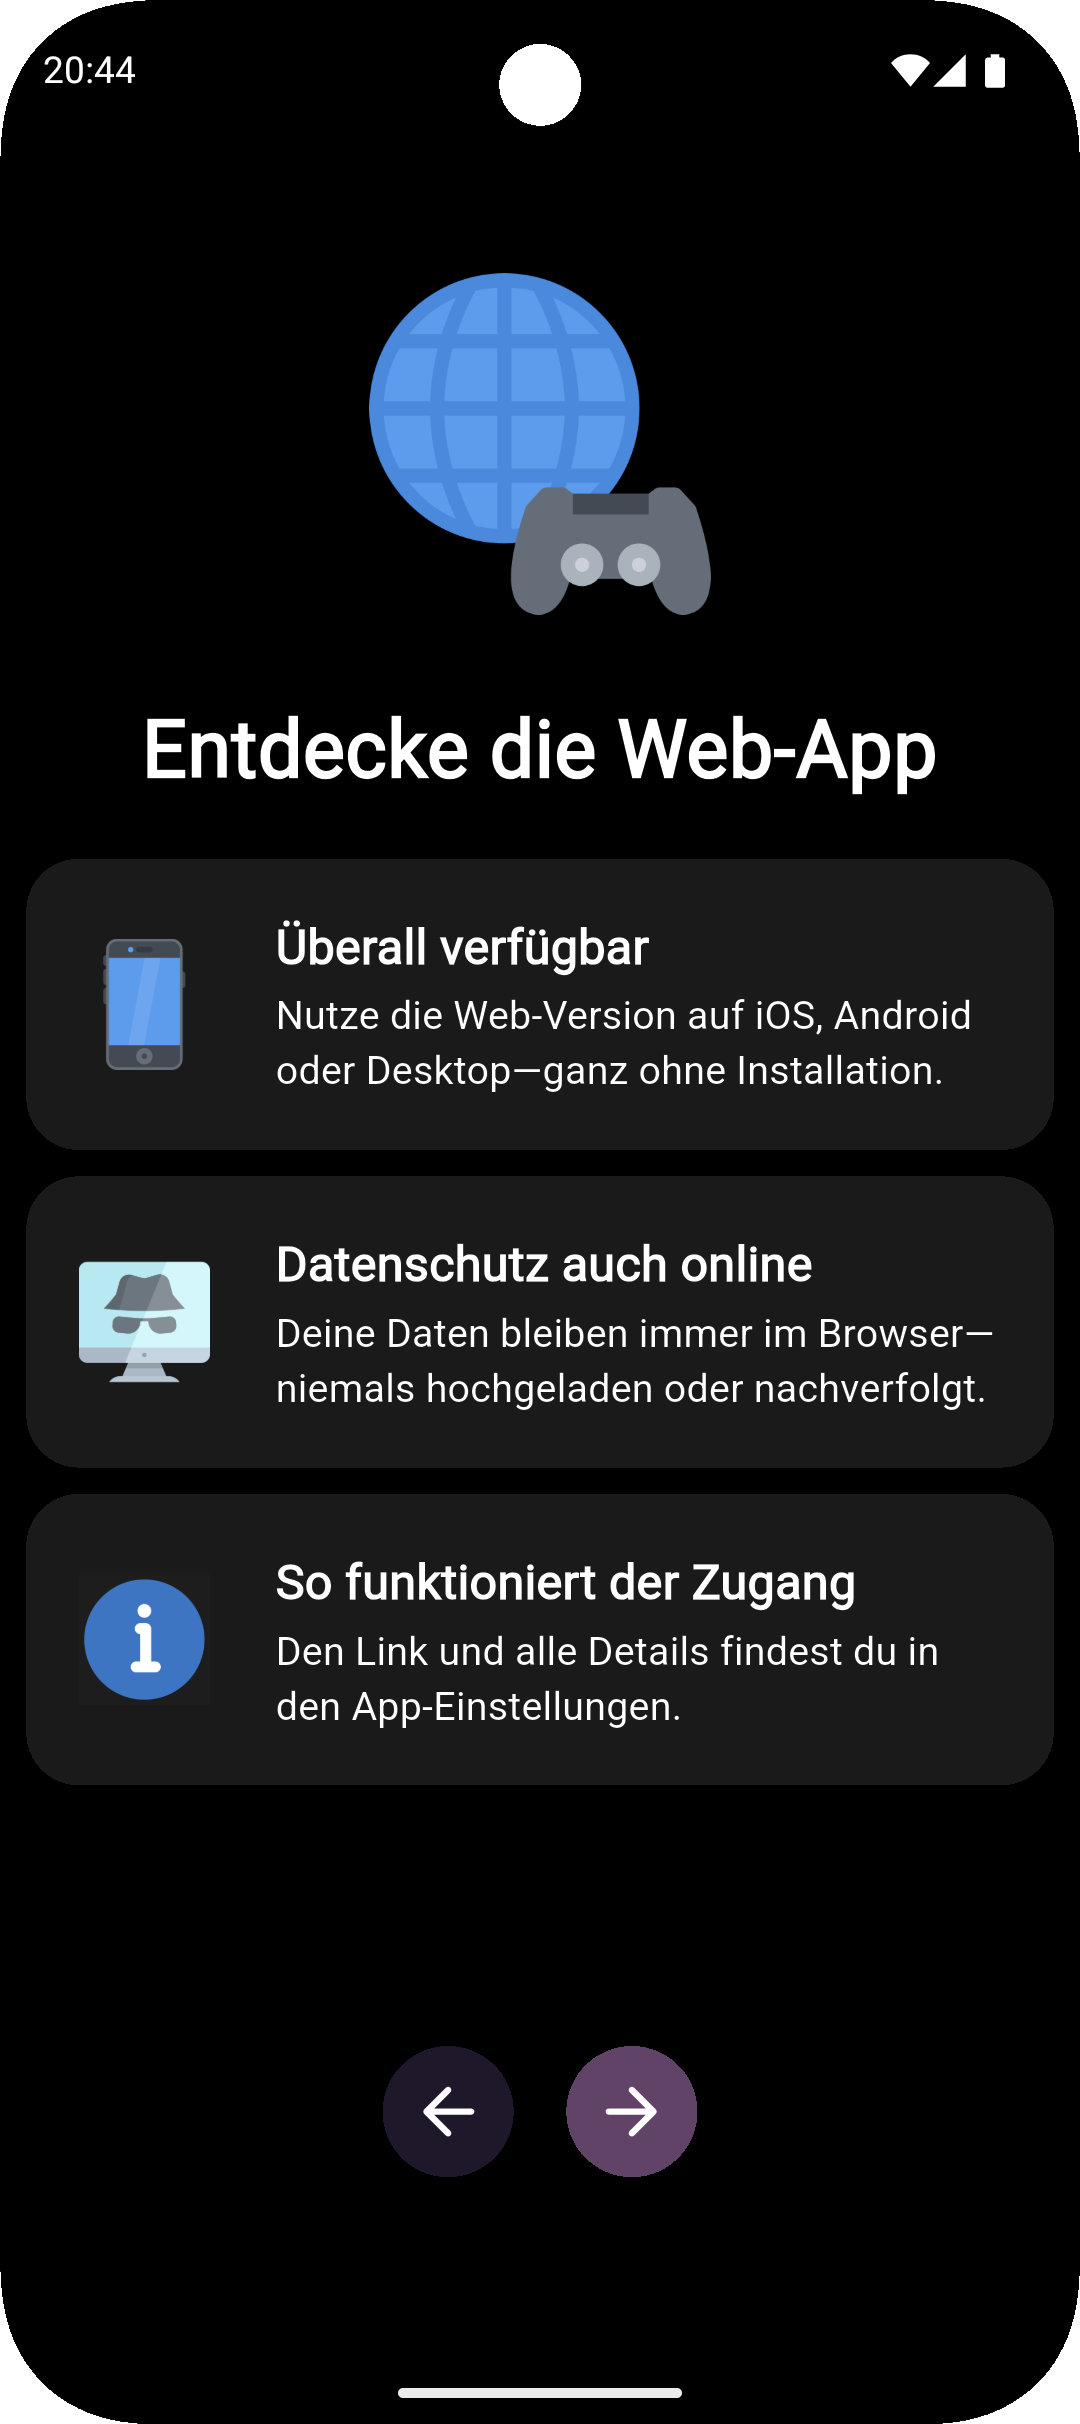 20:44
Entdecke die Web-App
Überall verfügbar
Nutze die Web-Version auf iOS, Android
oder Desktop—ganz ohne Installation.
Datenschutz auch online
Deine Daten bleiben immer im Browser—
niemals hochgeladen oder nachverfolgt.
So funktioniert der Zugang
Den Link und alle Details findest du in
den App-Einstellungen.